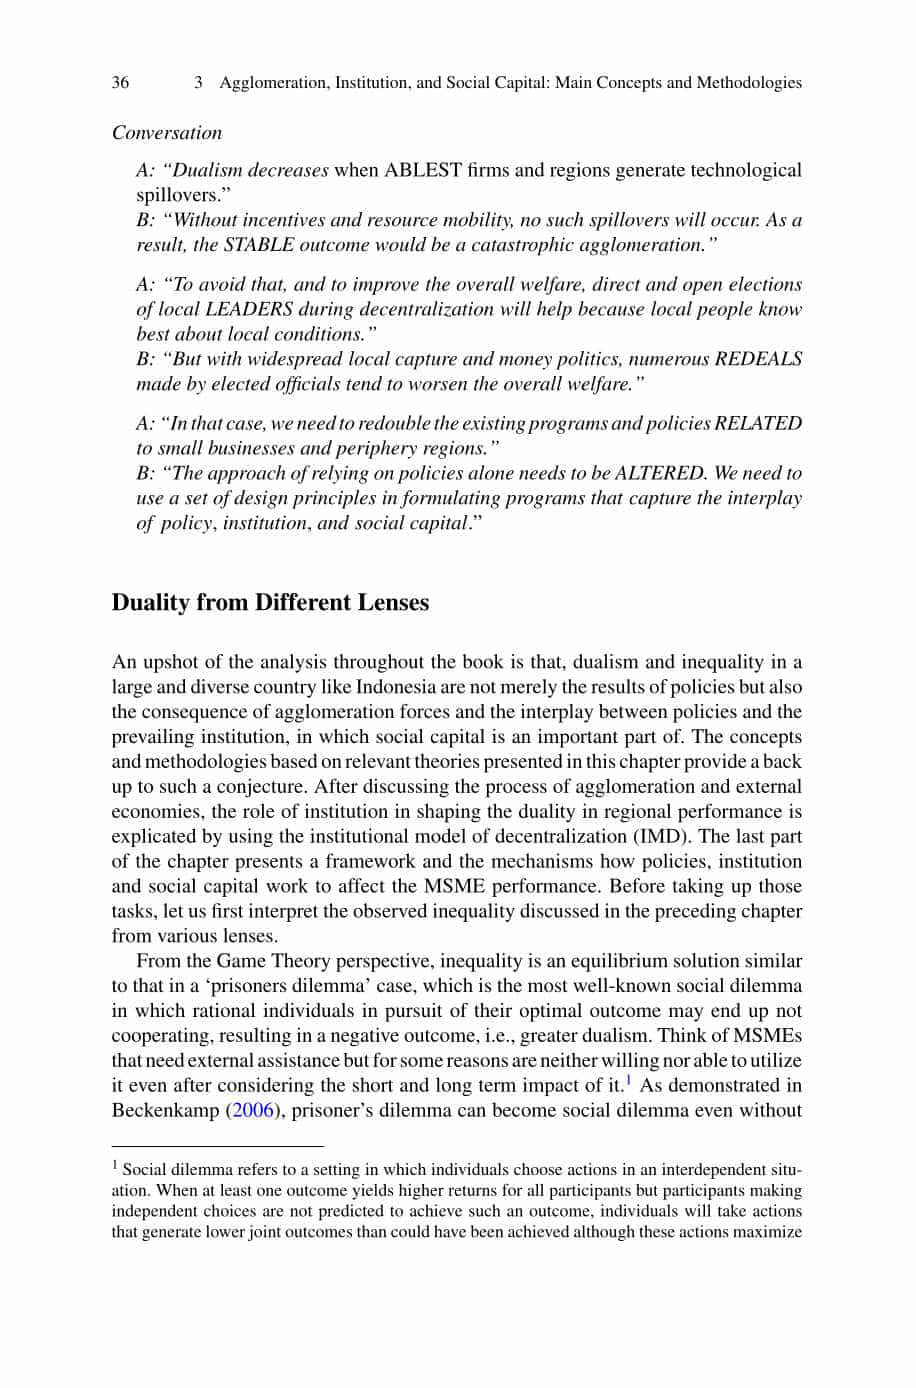 36 3 Agglomeration, Institution, and Social Capital: Main Concepts and Methodologies
Conversation
A: “Dualism decreases when ABLEST firms and regions generate technological
spillovers.”
B: “Without incentives and resource mobility, no such spillovers will occur. As a
result, the STABLE outcome would be a catastrophic agglomeration.”
A: “To avoid that, and to improve the overall welfare, direct and open elections
of local LEADERS during decentralization will help because local people know
best about local conditions.”
B: “But with widespread local capture and money politics, numerous REDEALS
made by elected officials tend to worsen the overall welfare.”
A: “In that case, we need to redouble the existing programs and policies RELATED
to small businesses and periphery regions.”
B: “The approach of relying on policies alone needs to be ALTERED. We need to
use a set of design principles in formulating programs that capture the interplay
of policy, institution, and social capital.”
Duality from Different Lenses
An upshot of the analysis throughout the book is that, dualism and inequality in a
large and diverse country like Indonesia are not merely the results of policies but also
the consequence of agglomeration forces and the interplay between policies and the
prevailing institution, in which social capital is an important part of. The concepts
and methodologies based on relevant theories presented in this chapter provide a back
up to such a conjecture. After discussing the process of agglomeration and external
economies, the role of institution in shaping the duality in regional performance is
explicated by using the institutional model of decentralization (IMD). The last part
of the chapter presents a framework and the mechanisms how policies, institution
and social capital work to affect the MSME performance. Before taking up those
tasks, let us first interpret the observed inequality discussed in the preceding chapter
from various lenses.
From the Game Theory perspective, inequality is an equilibrium solution similar
to that in a ‘prisoners dilemma’ case, which is the most well-known social dilemma
in which rational individuals in pursuit of their optimal outcome may end up not
cooperating, resulting in a negative outcome, i.e., greater dualism. Think of MSMEs
that need external assistance but for some reasons are neither willing nor able to utilize
it even after considering the short and long term impact of it.1 As demonstrated in
Beckenkamp (2006), prisoner’s dilemma can become social dilemma even without
1 Social dilemma refers to a setting in which individuals choose actions in an interdependent situ-
ation. When at least one outcome yields higher returns for all participants but participants making
independent choices are not predicted to achieve such an outcome, individuals will take actions
that generate lower joint outcomes than could have been achieved although these actions maximize